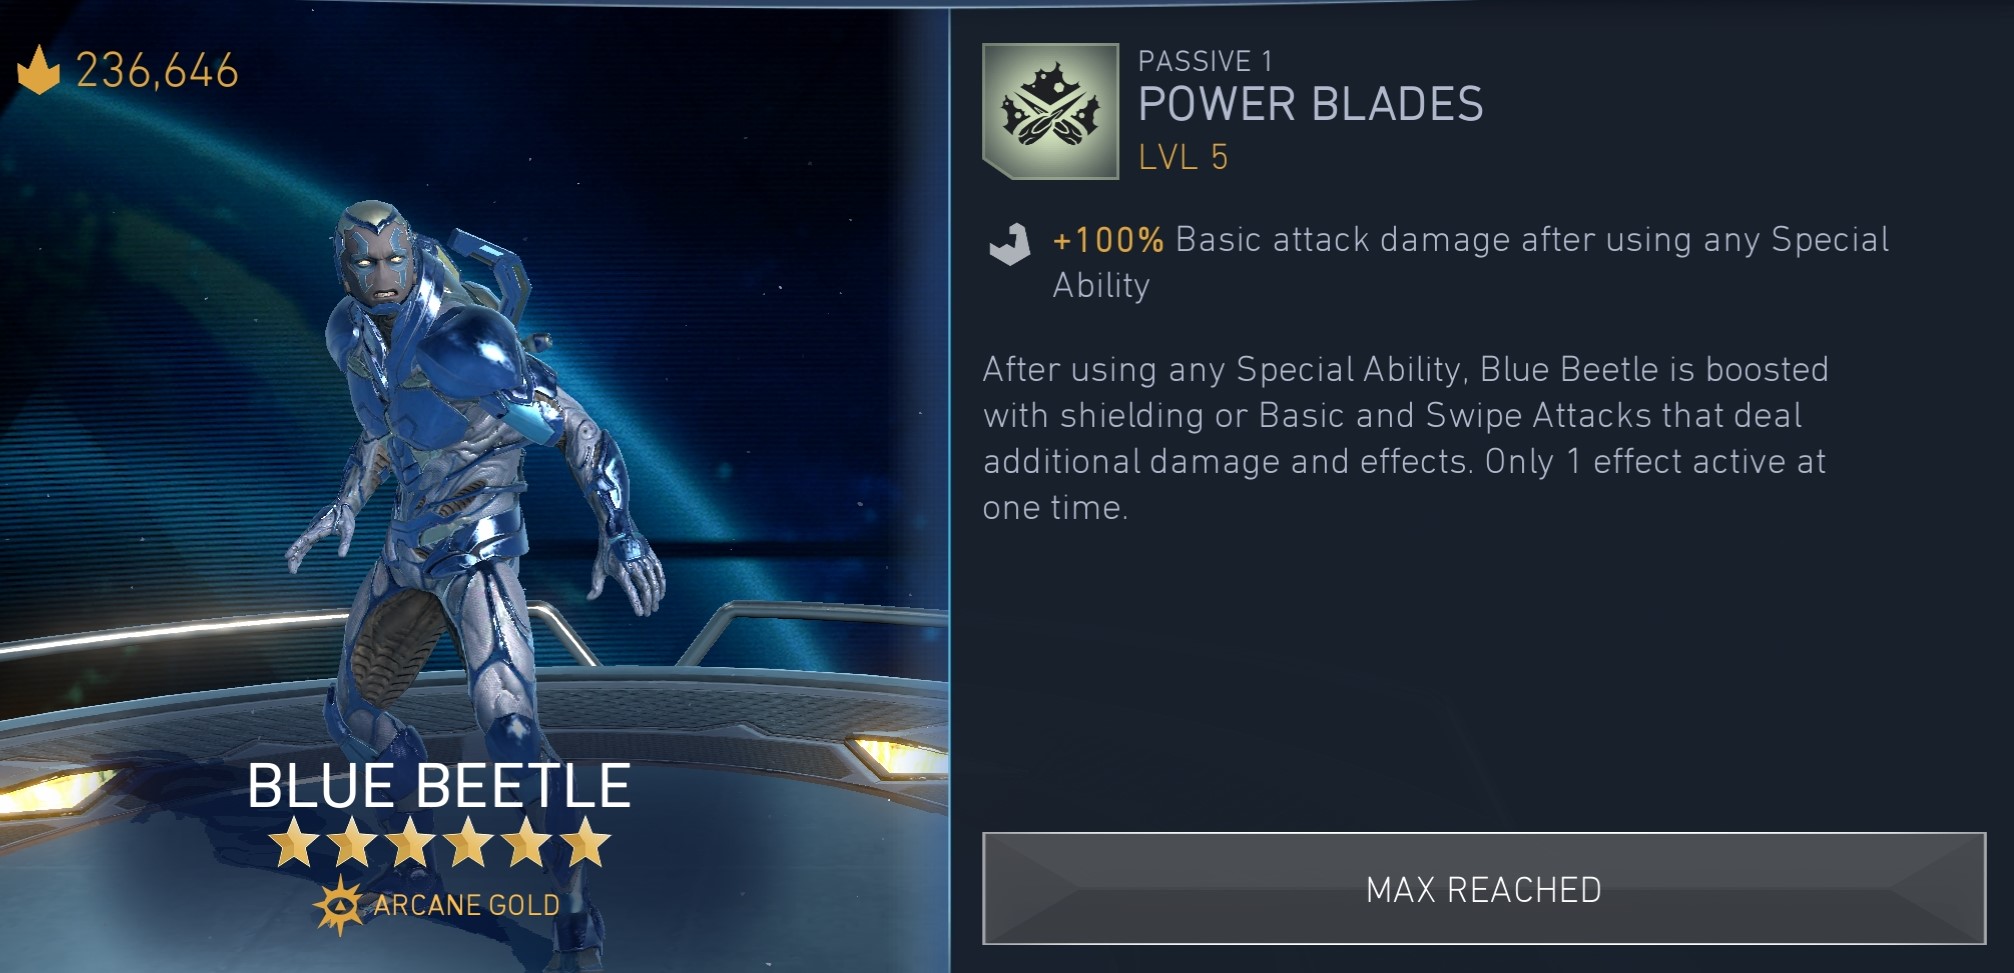 236,646
BLUE BEETLE
ARCANE GOLD
PASSIVE 1
POWER BLADES
LVL 5
+100% Basic attack damage after using any Special
Ability
After using any Special Ability, Blue Beetle is boosted
with shielding or Basic and Swipe Attacks that deal
additional damage and effects. Only 1 effect active at
one time.
MAX REACHED